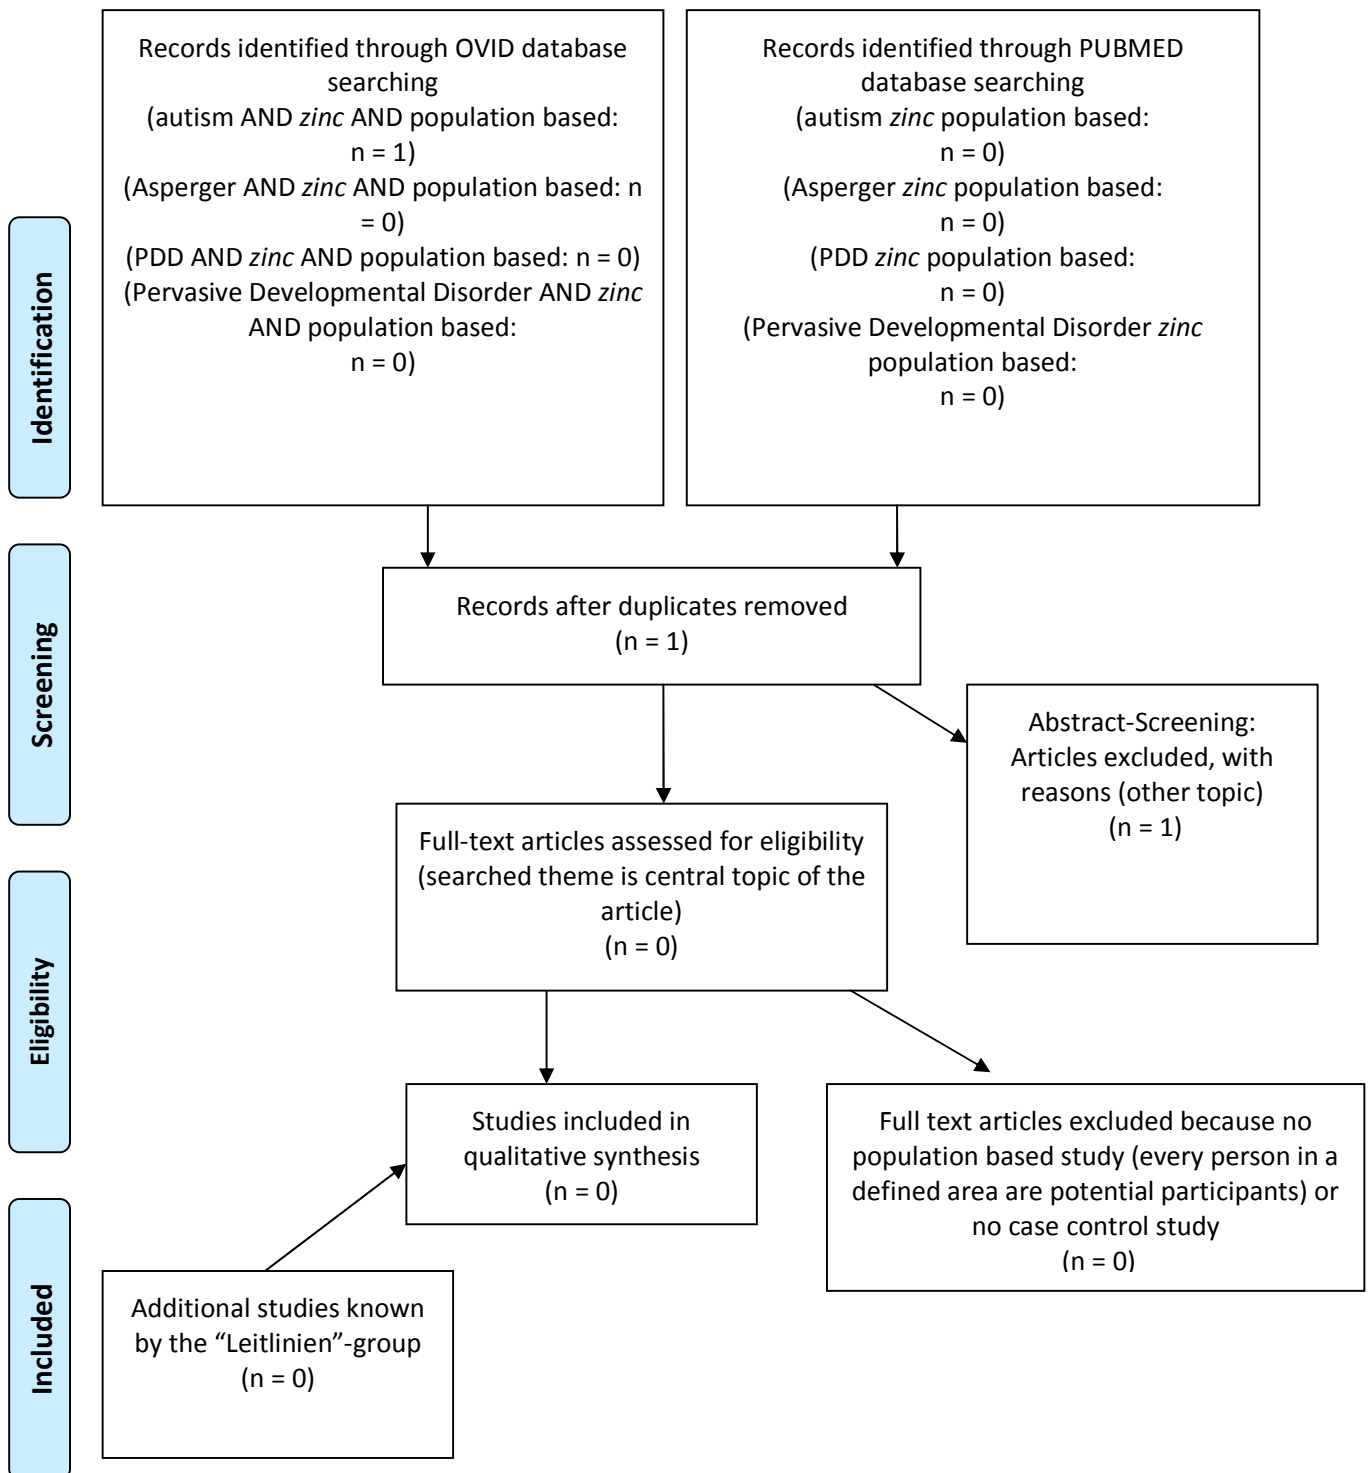 Records identified through OVID database
searching
(autism AND zinc AND population based:
n = 1)
(Asperger AND zinc AND population based: n
= 0)
(PDD AND zinc AND population based: n = 0)
(Pervasive Developmental Disorder AND zinc
AND population based:
n = 0)
Records identified through PUBMED
database searching
(autism zinc population based:
n = 0)
(Asperger zinc population based:
n = 0)
(PDD zinc population based:
n = 0)
(Pervasive Developmental Disorder zinc
population based:
n = 0)
Identification
Records after duplicates removed
(n = 1)
Screening
Abstract-Screening:
Articles excluded, with
reasons (other topic)
(n = 1)
Full-text articles assessed for eligibility
(searched theme is central topic of the
article)
(n = 0)
Eligibility
Studies included in
qualitative synthesis
(n = 0)
Full text articles excluded because no
population based study (every person in a
defined area are potential participants) or
no case control study
(n = 0)
Included
Additional studies known
by the “Leitlinien”-group
(n = 0)